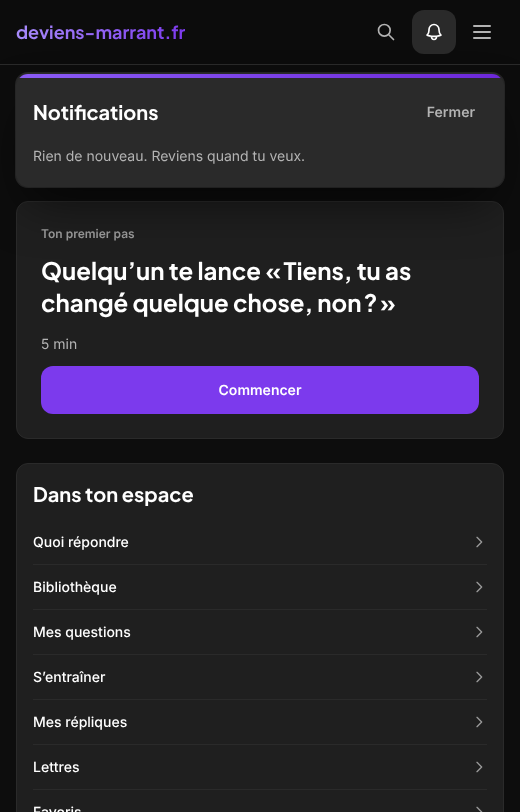 deviens-marrant.fr
Notifications
Fermer
Rien de nouveau. Reviens quand tu veux.
Ton premier pas
Quelqu’un te lance « Tiens, tu as
changé quelque chose, non ? »
5 min
Commencer
Dans ton espace
Quoi répondre
Bibliothèque
Mes questions
S’entraîner
Mes répliques
Lettres
Favoris